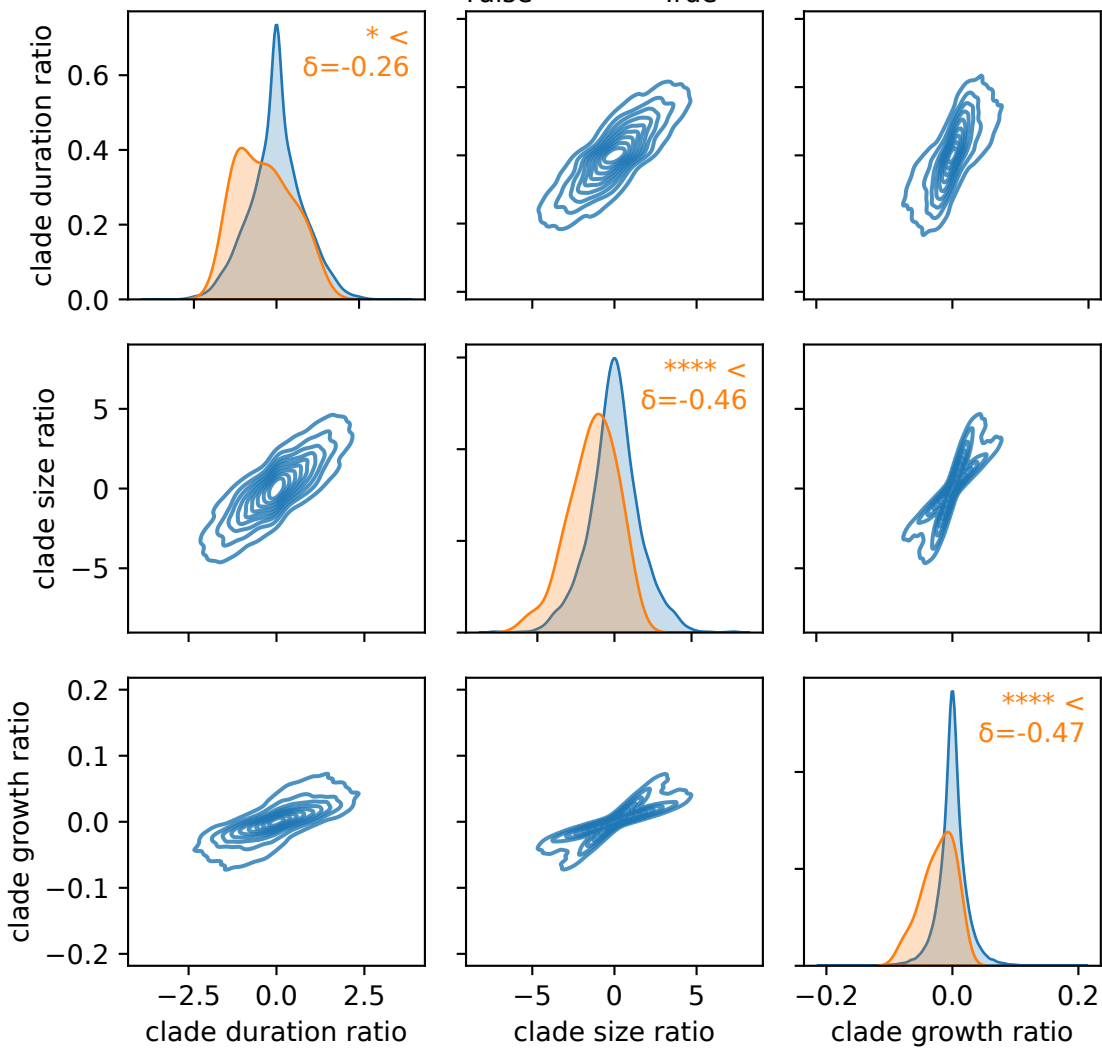 * <
δ=-0.26
clade duration ratio
0.6
0.4
0.2
0.0
**** <
δ=-0.46
clade size ratio
5
0
−5
**** <
δ=-0.47
clade growth ratio
0.2
0.1
0.0
−0.1
−0.2
−2.5 0.0 2.5 −5 0 5 −0.2 0.0 0.2
clade duration ratio clade size ratio clade growth ratio